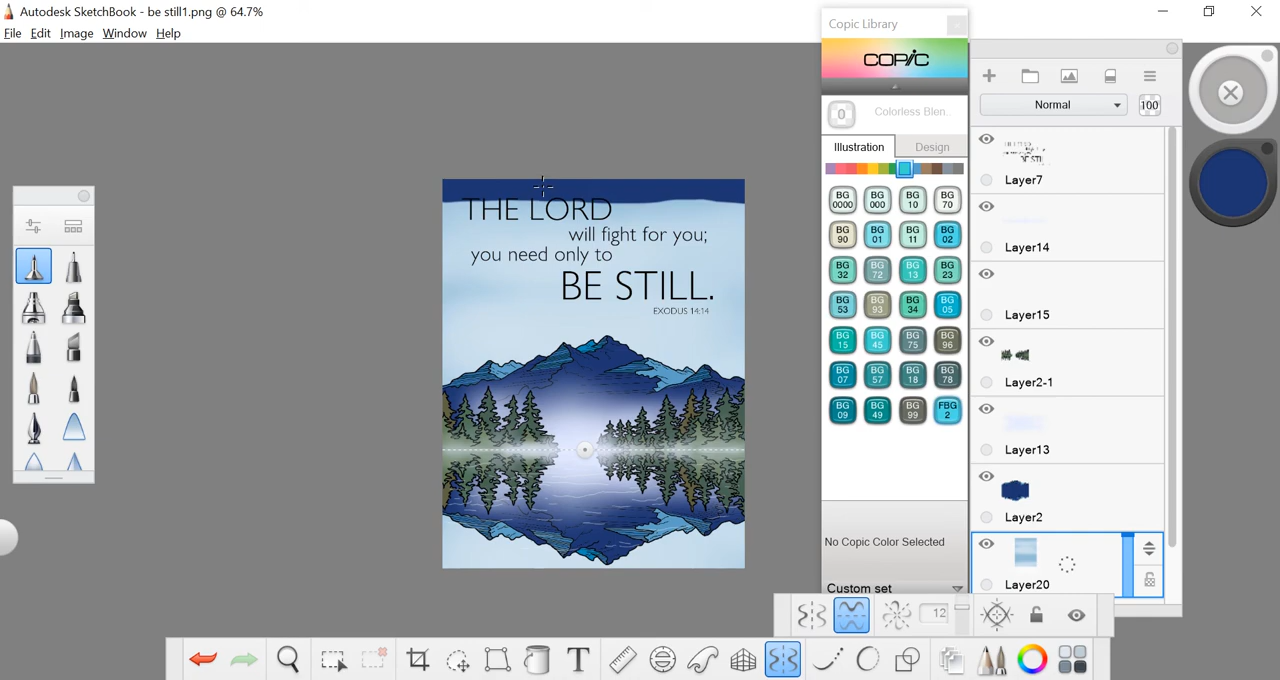 Autodesk SketchBook - be still1.png @ 64.7%
File Edit Image Window Help
Copic Library
COPiC
0 Colorless Blen..
Illustration Design
BG 0000 BG 000 BG 10 BG 70
BG 90 BG 01 BG 11 BG 02
BG 32 BG 72 BG 13 BG 23
BG 53 BG 93 BG 34 BG 05
BG 15 BG 45 BG 75 BG 96
BG 07 BG 57 BG 18 BG 78
BG 09 BG 49 BG 99 FBG 2
No Copic Color Selected
Custom set
Normal 100
Layer7
Layer14
Layer15
Layer2-1
Layer13
Layer2
Layer20
THE LORD
will fight for you;
you need only to
BE STILL.
EXODUS 14:14
12
T